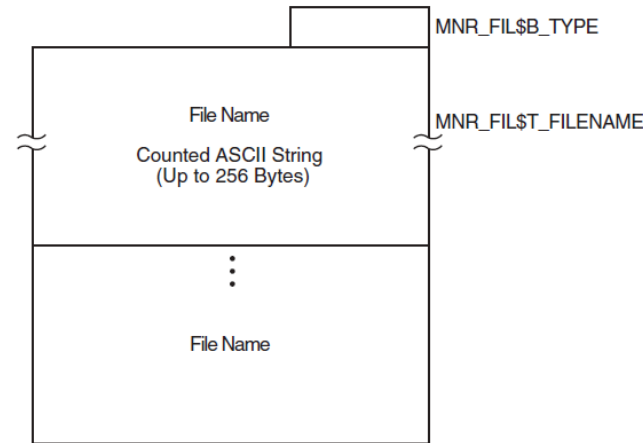 MNR_FIL$B_TYPE
File Name
MNR_FIL$T_FILENAME
Counted ASCII String
(Up to 256 Bytes)
File Name